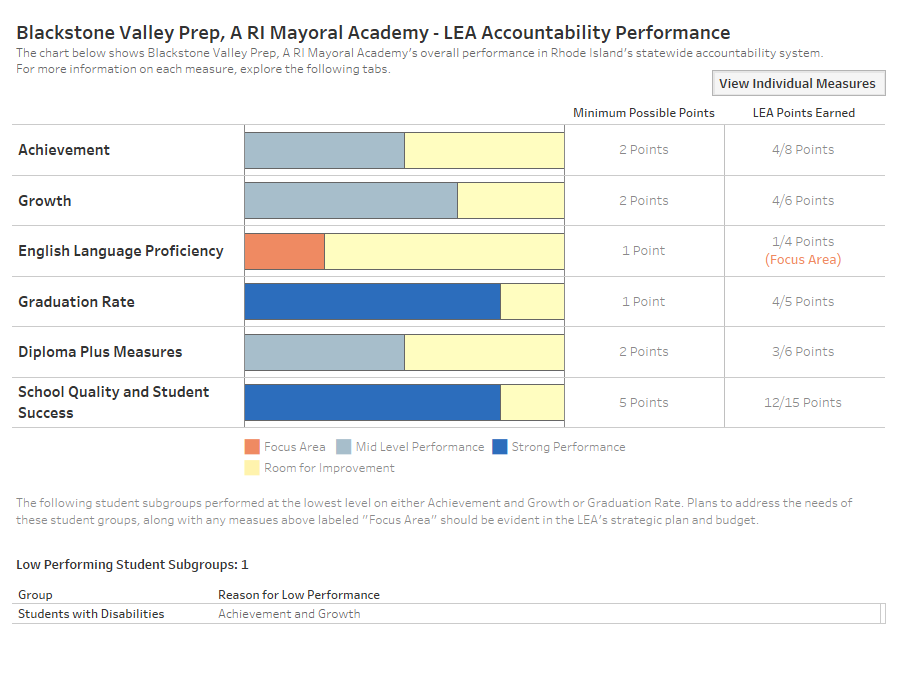 Blackstone Valley Prep, A RI Mayoral Academy - LEA Accountability Performance
The chart below shows Blackstone Valley Prep, A RI Mayoral Academy's overall performance in Rhode Island's statewide accountability system.
For more information on each measure, explore the following tabs.
View Individual Measures
Minimum Possible Points LEA Points Earned
Achievement 2 Points 4/8 Points
Growth 2 Points 4/6 Points
English Language Proficiency 1 Point 1/4 Points
(Focus Area)
Graduation Rate 1 Point 4/5 Points
Diploma Plus Measures 2 Points 3/6 Points
School Quality and Student
Success 5 Points 12/15 Points
Focus Area Mid Level Performance Strong Performance
Room for Improvement
The following student subgroups performed at the lowest level on either Achievement and Growth or Graduation Rate. Plans to address the needs of
these student groups, along with any measues above labeled "Focus Area" should be evident in the LEA's strategic plan and budget.
Low Performing Student Subgroups: 1
Group Reason for Low Performance
Students with Disabilities Achievement and Growth